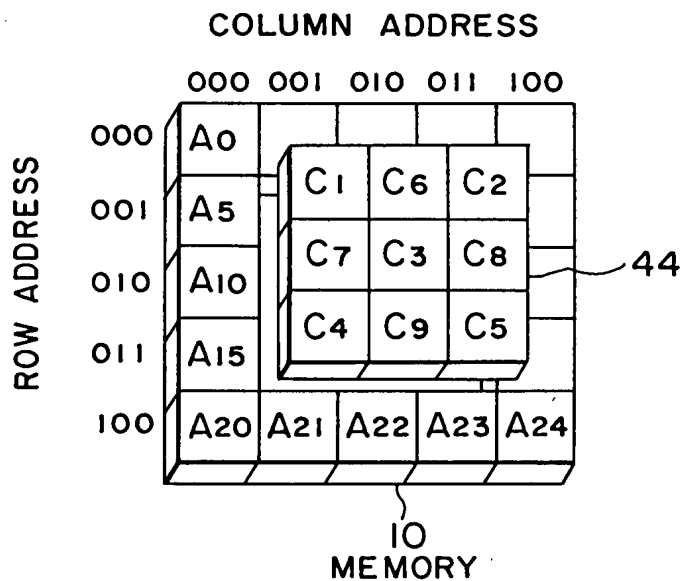 COLUMN ADDRESS
000 001 010 011 100
ROW ADDRESS
000 A0
C1 C6 C2
001 A5
C7 C3 C8
44
010 A10
C4 C9 C5
011 A15
100 A20 A21 A22 A23 A24
10
MEMORY